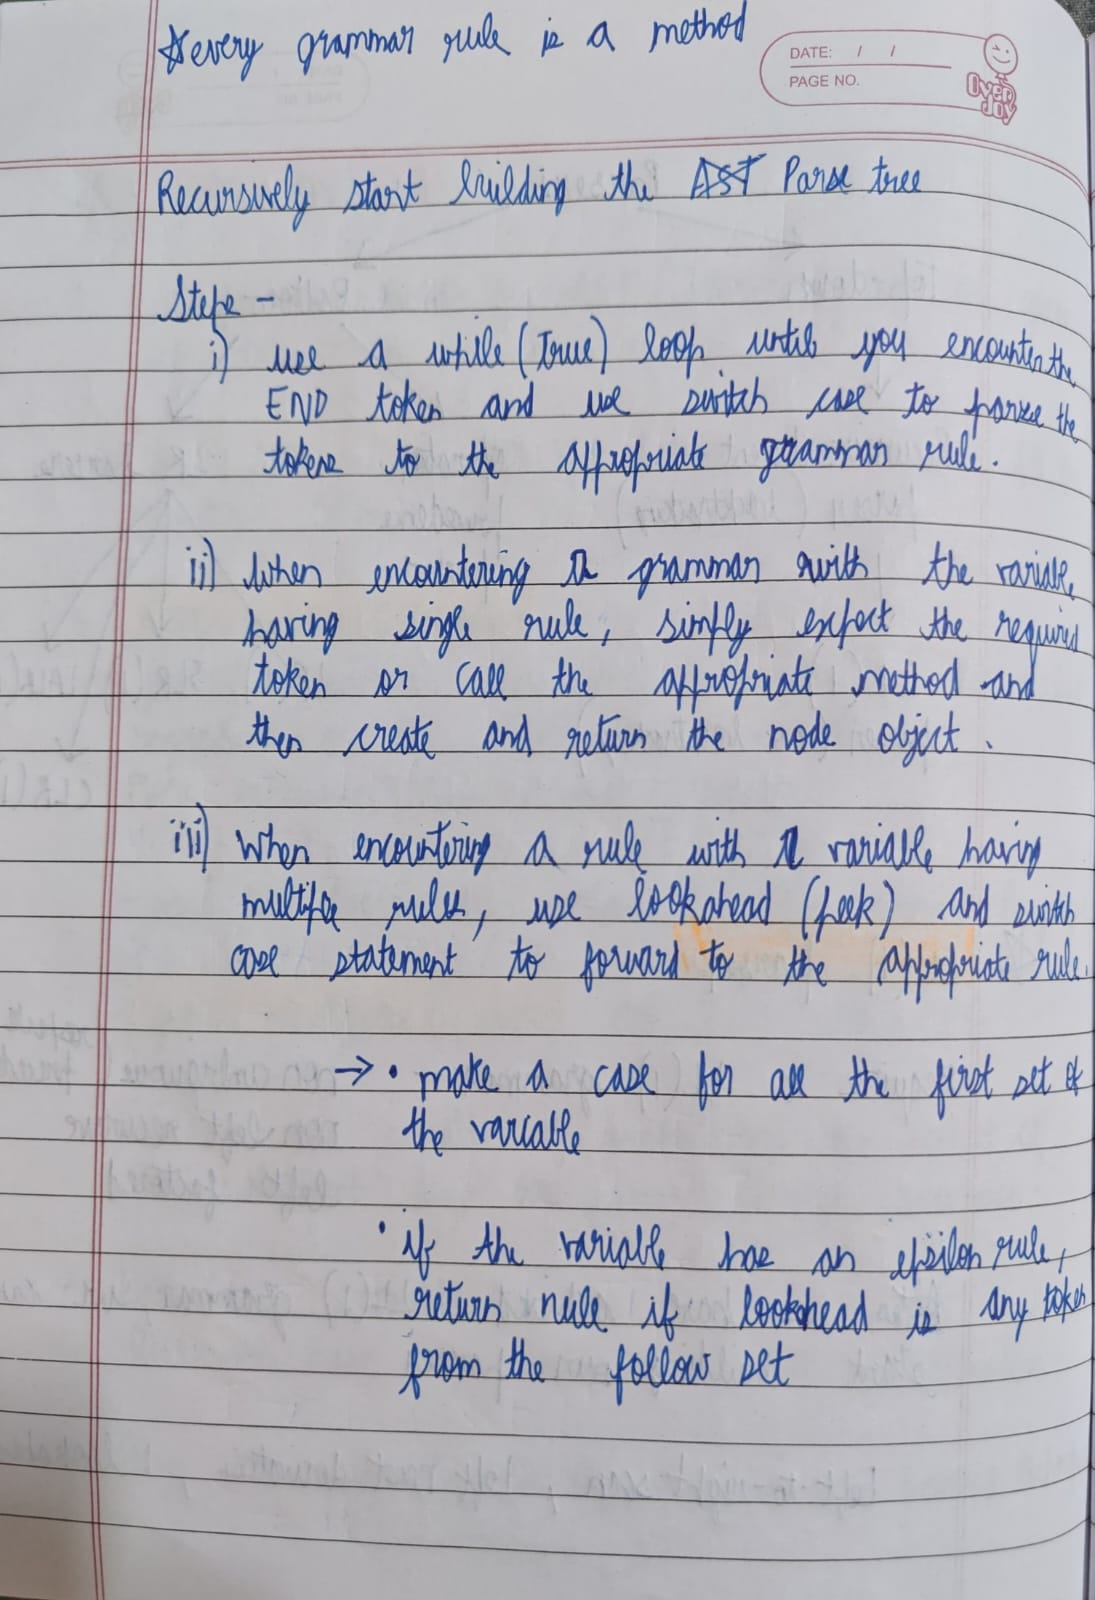 *every grammar rule is a method
DATE: / /
PAGE NO.
Over Joy
Recursively start building the AST Parse tree
Steps -
i) use a while (True) loop until you encounter the
END token and use switch case to parse the
tokens to the appropriate grammar rule.
ii) When encountering a grammar with the variable
having single rule, simply expect the required
token or call the appropriate method and
then create and return the node object.
iii) When encountering a rule with a variable having
multiple rules, use lookahead (peek) and switch
case statement to forward to the appropriate rule.
→ • make a case for all the first set of
the variable
• if the variable has an epsilon rule,
return null if lookhead is any token
from the follow set